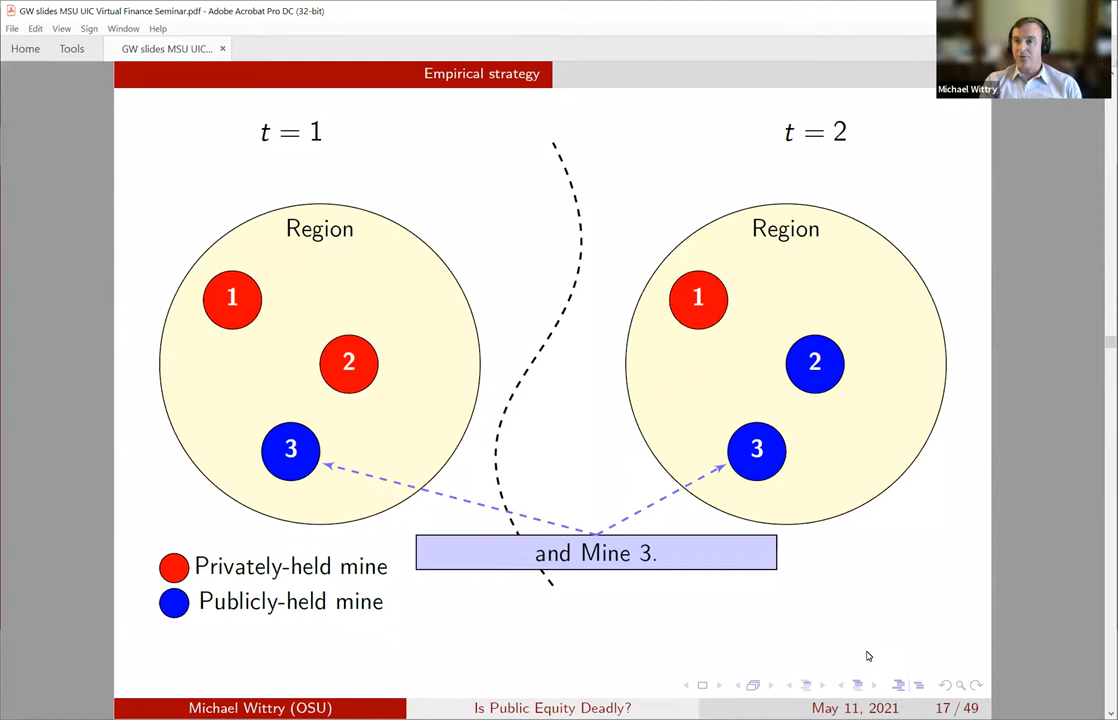 GW slides MSU UIC Virtual Finance Seminar.pdf - Adobe Acrobat Pro DC (32-bit)
File Edit View Sign Window Help
Home Tools GW slides MSU UIC... ×
Michael Wittry
Empirical strategy
t = 1
t = 2
Region
1
2
3
Region
1
2
3
and Mine 3.
Privately-held mine
Publicly-held mine
Michael Wittry (OSU) Is Public Equity Deadly? May 11, 2021 17 / 49